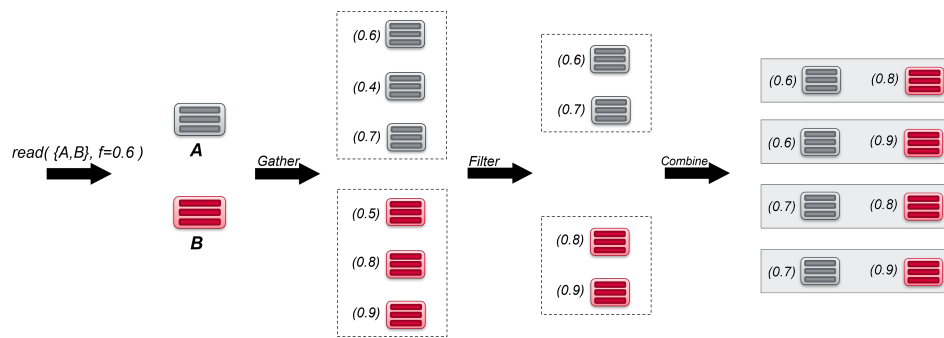 read( {A,B}, f=0.6 )
A
B
Gather
(0.6)
(0.4)
(0.7)
(0.5)
(0.8)
(0.9)
Filter
(0.6)
(0.7)
(0.8)
(0.9)
Combine
(0.6) (0.8)
(0.6) (0.9)
(0.7) (0.8)
(0.7) (0.9)